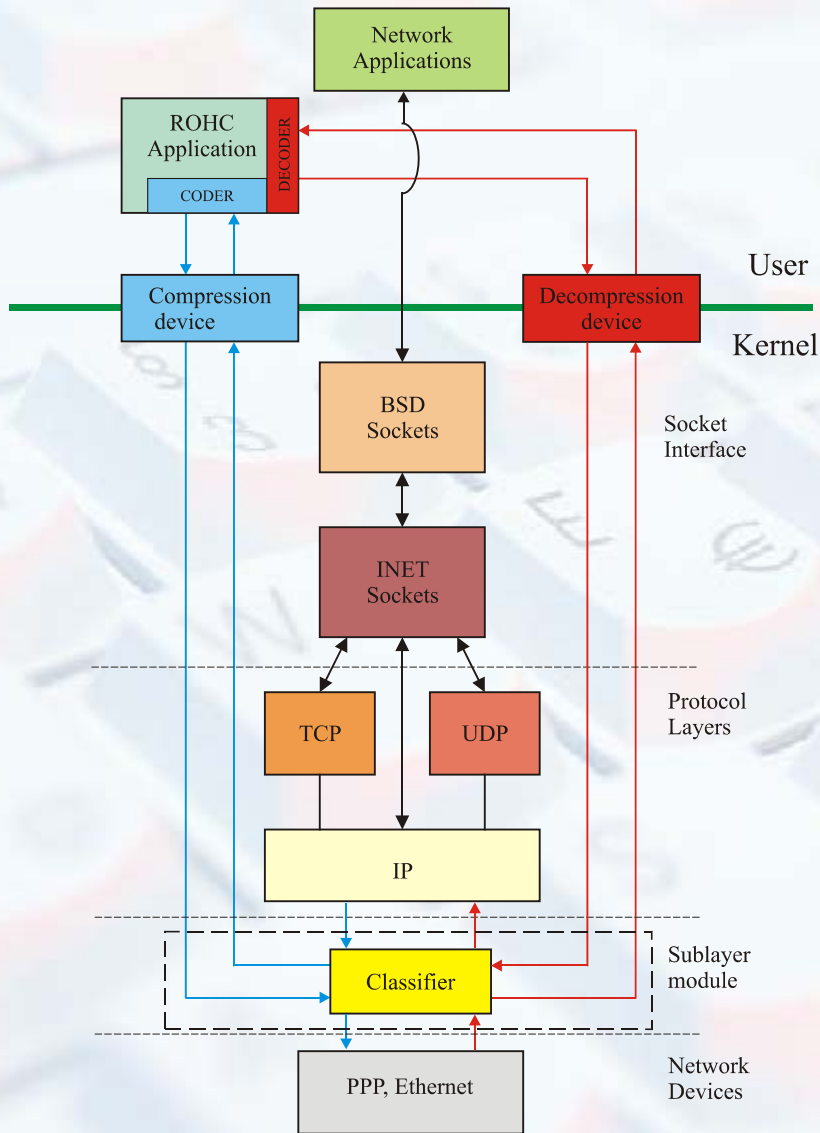 Network
Applications
ROHC
Application
DECODER
CODER
User
Compression
device
Decompression
device
Kernel
BSD
Sockets
Socket
Interface
INET
Sockets
Protocol
Layers
TCP
UDP
IP
Sublayer
module
Classifier
Network
Devices
PPP, Ethernet